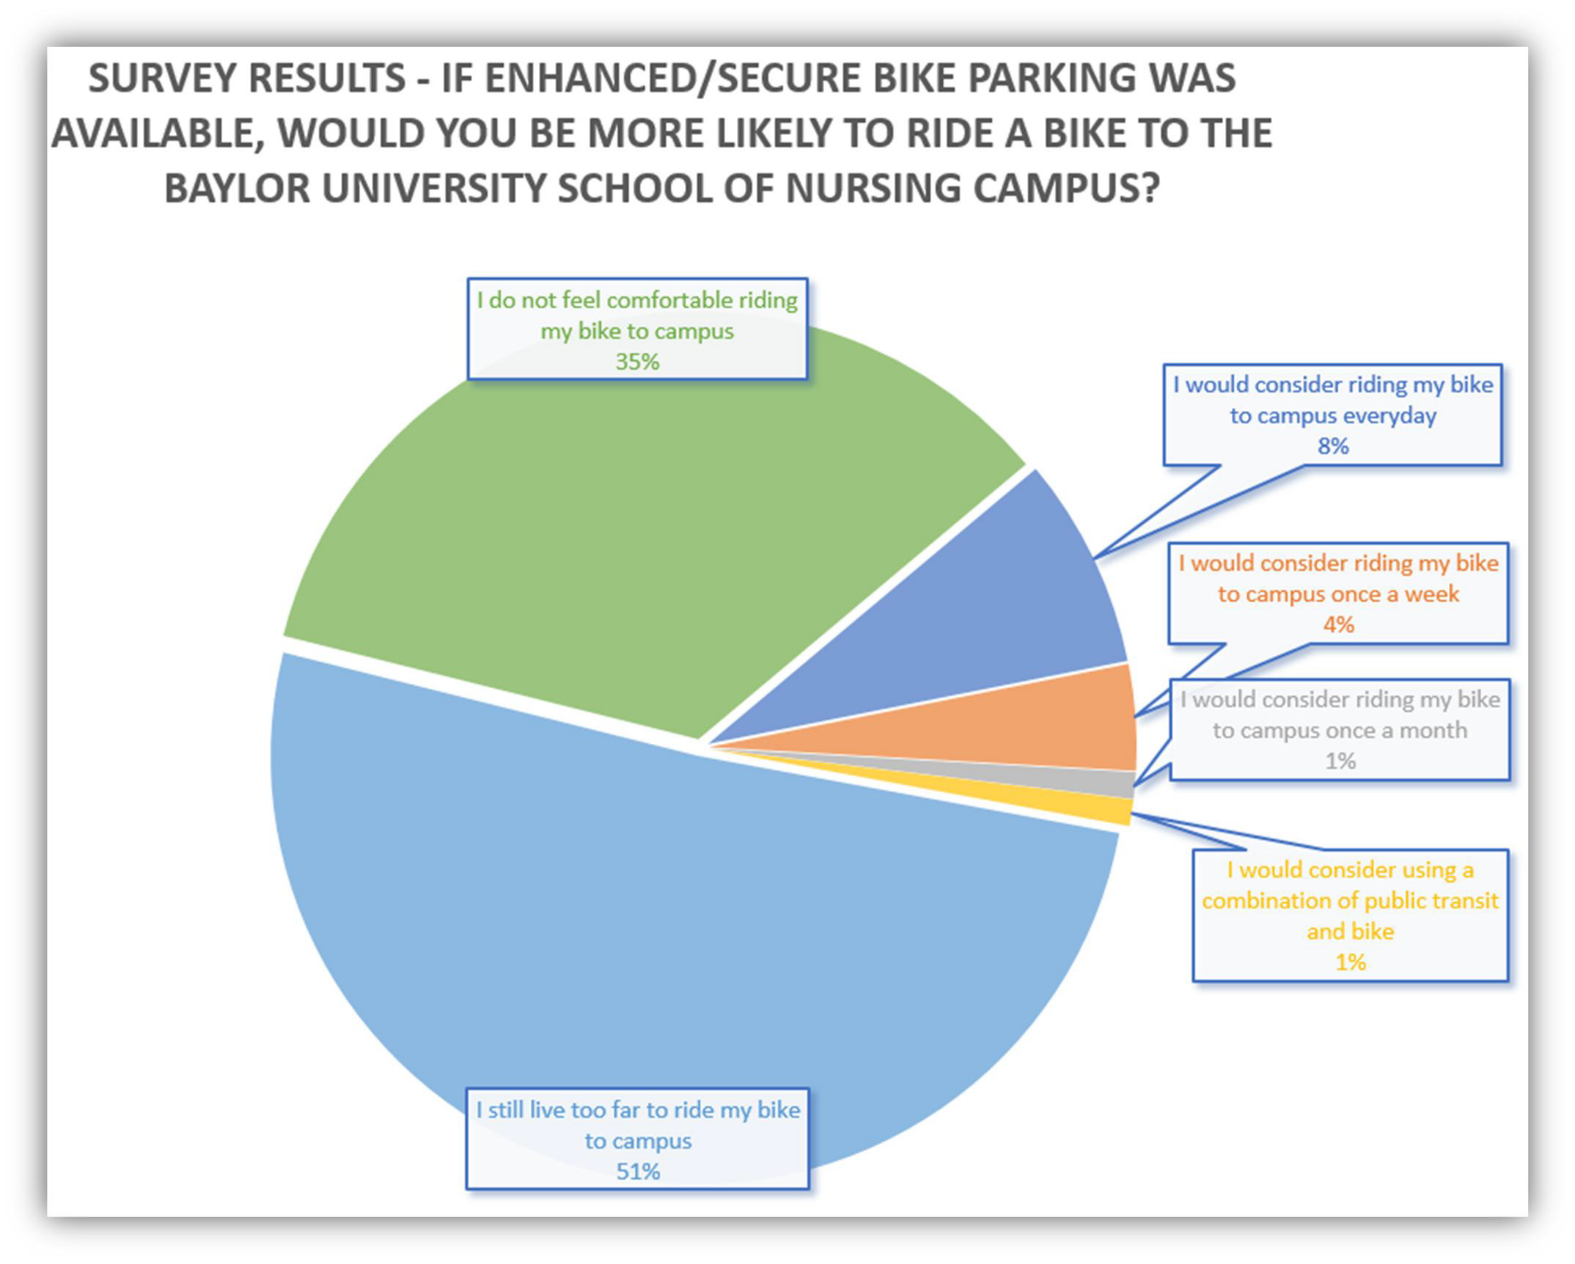 SURVEY RESULTS - IF ENHANCED/SECURE BIKE PARKING WAS
AVAILABLE, WOULD YOU BE MORE LIKELY TO RIDE A BIKE TO THE
BAYLOR UNIVERSITY SCHOOL OF NURSING CAMPUS?
I do not feel comfortable riding
my bike to campus
35%
I would consider riding my bike
to campus everyday
8%
I would consider riding my bike
to campus once a week
4%
I would consider riding my bike
to campus once a month
1%
I would consider using a
combination of public transit
and bike
1%
I still live too far to ride my bike
to campus
51%